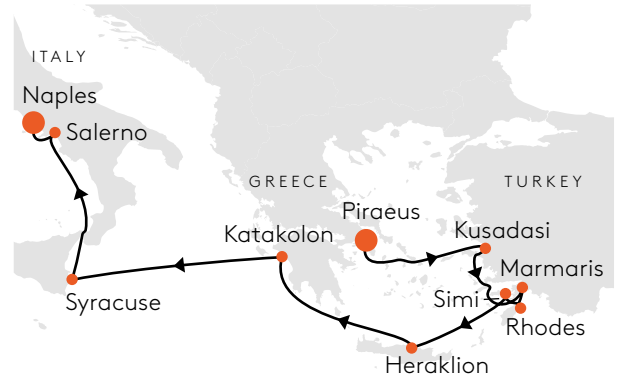 ITALY
Naples
Salerno
GREECE
TURKEY
Piraeus
Katakolon
Kusadasi
Marmaris
Simi
Syracuse
Rhodes
Heraklion